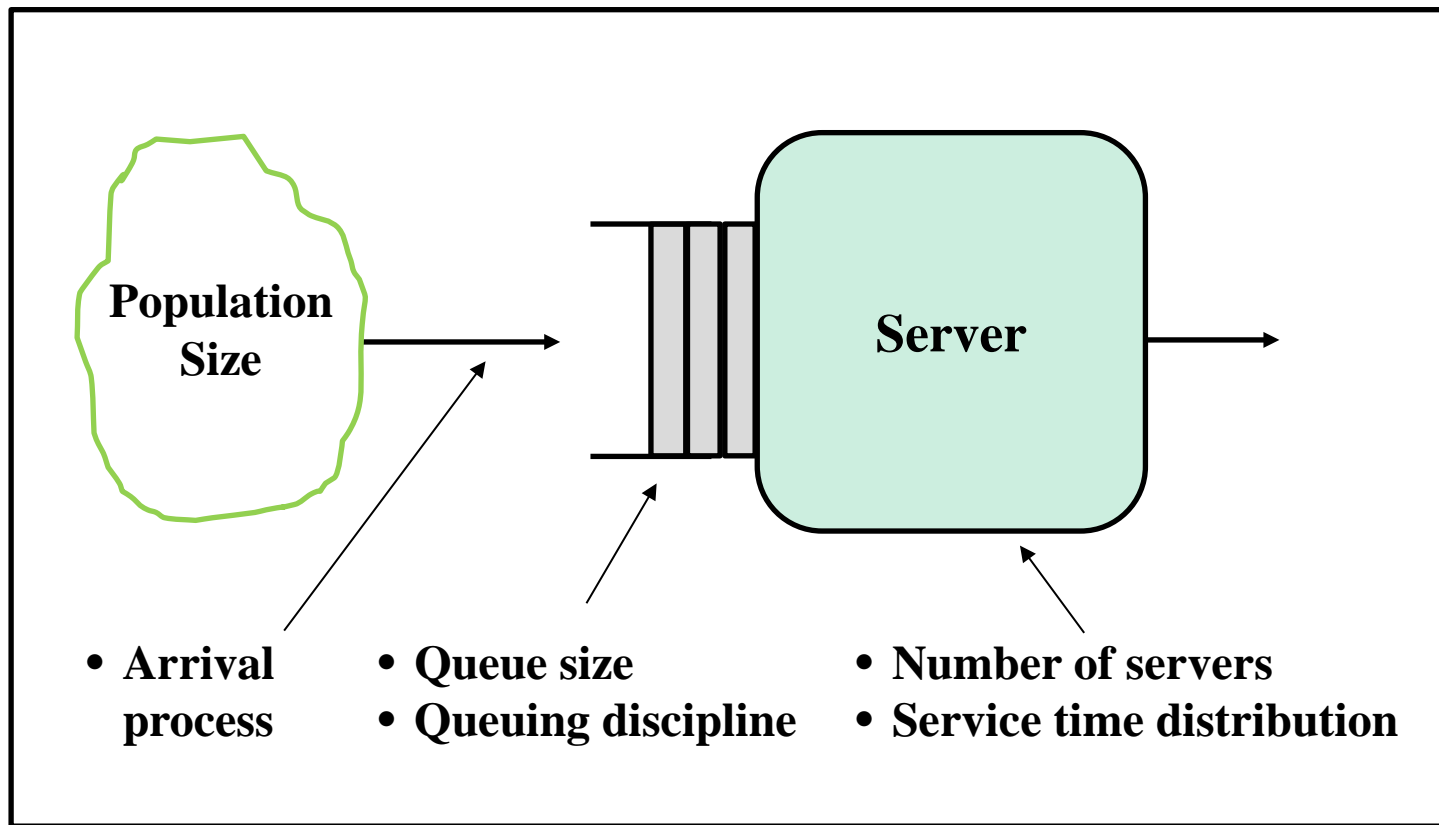 Population
Size
Server
• Arrival
process
• Queue size
• Queuing discipline
• Number of servers
• Service time distribution